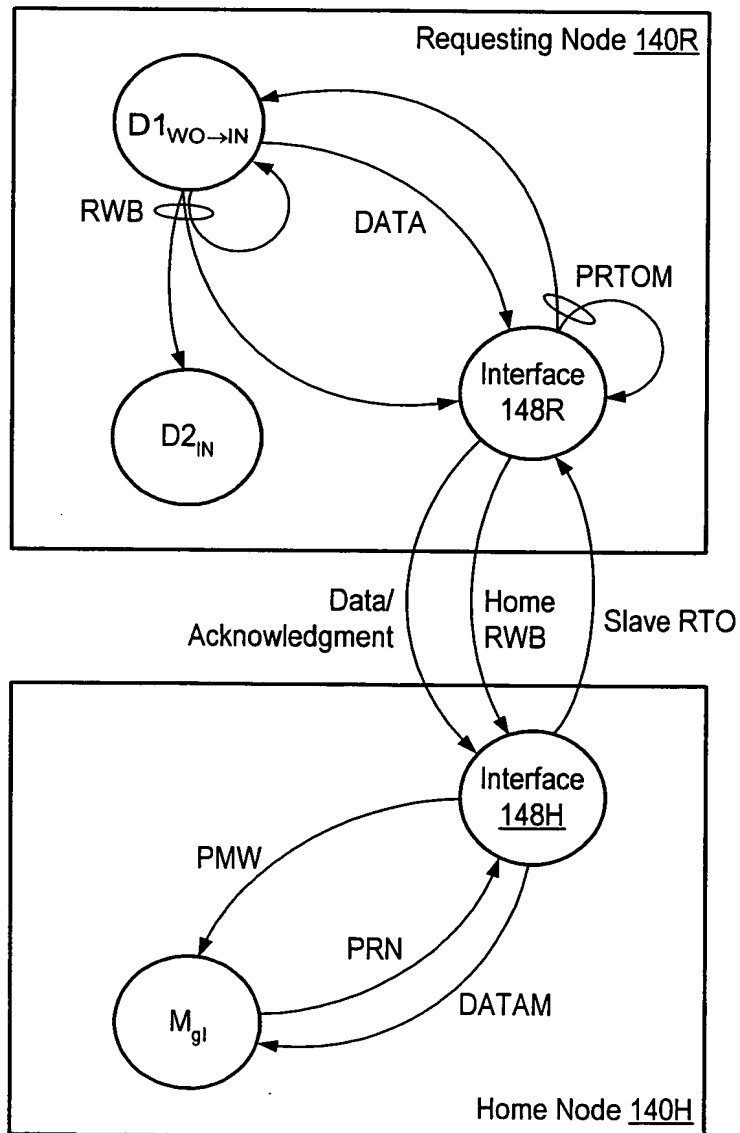 Requesting Node 140R
D1WO→IN
RWB
DATA
PRTOM
Interface
148R
D2IN
Data/
Acknowledgment
Home
RWB
Slave RTO
Interface
148H
PMW
PRN
DATAM
Mgl
Home Node 140H